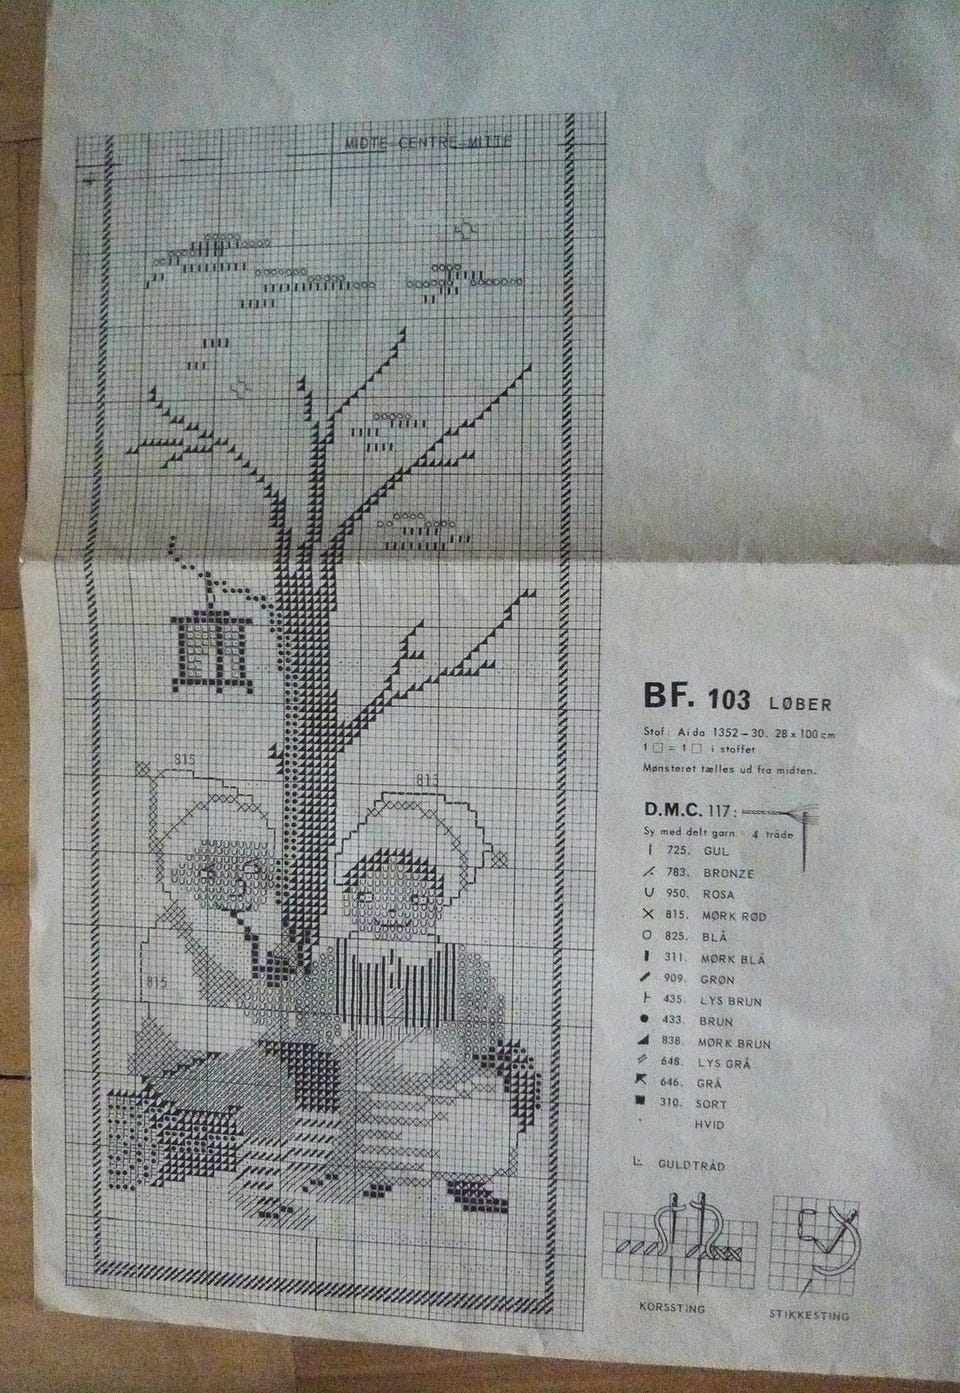 MIDTE-CENTRE-MITTE
815
815
815
BF. 103 LØBER
Stof: Aida 1352-30. 28 x 100 cm
1 □ = 1 □ i stoffet
Mønsteret tælles ud fra midten.
D.M.C. 117:
Sy med delt garn = 4 tråde
725. GUL
783. BRONZE
950. ROSA
815. MØRK RØD
825. BLÅ
311. MØRK BLÅ
909. GRØN
435. LYS BRUN
433. BRUN
838. MØRK BRUN
648. LYS GRÅ
646. GRÅ
310. SORT
HVID
GULDTRÅD
KORSSTING
STIKKESTING